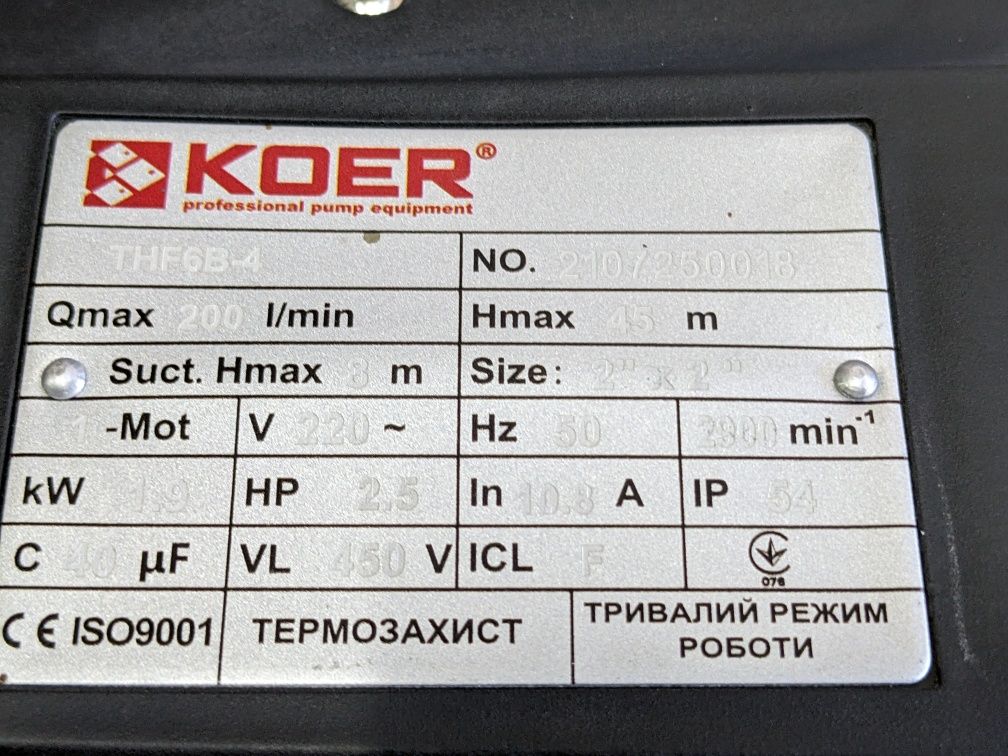 KOER®
professional pump equipment
THF6B-4 NO. 2107250018
Qmax 200 l/min Hmax 45 m
Suct. Hmax 8 m Size: 2" x 2"
1-Mot V 220 ~ Hz 50 2900 min-1
kW 1.9 HP 2.5 In 10.8 A IP 54
C 40 µF VL 450 V ICL F
078
CE ISO9001 ТЕРМОЗАХИСТ ТРИВАЛИЙ РЕЖИМ
РОБОТИ